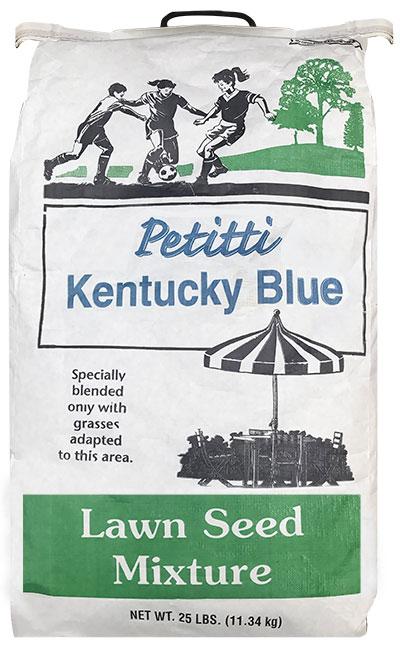 Petitti
Kentucky Blue
Specially
blended
only with
grasses
adapted
to this area.
Lawn Seed
Mixture
NET WT. 25 LBS. (11.34 kg)